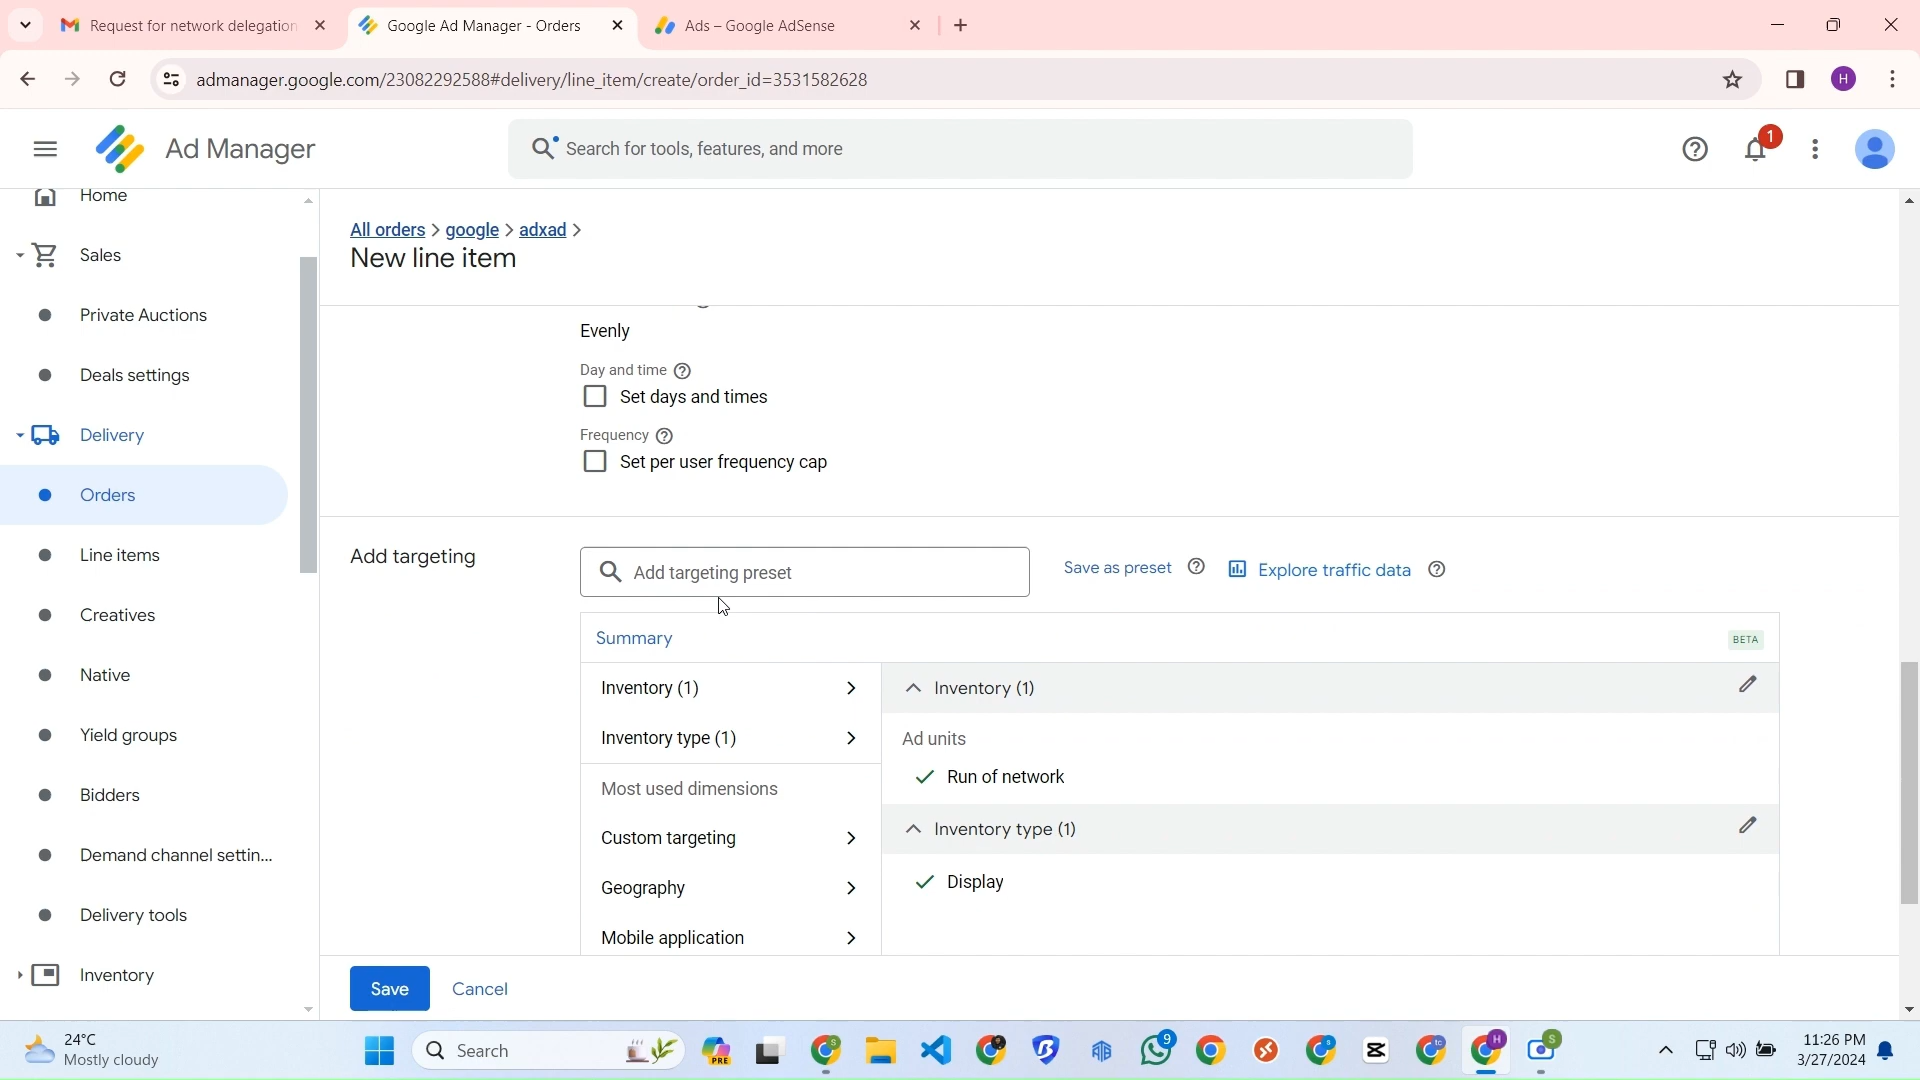 Request for network delegation
Google Ad Manager - Orders
Ads – Google AdSense
admanager.google.com/23082292588#delivery/line_item/create/order_id=3531582628
H
Ad Manager
Search for tools, features, and more
1
Home
Sales
Private Auctions
Deals settings
Delivery
Orders
Line items
Creatives
Native
Yield groups
Bidders
Demand channel settin...
Delivery tools
Inventory
All orders > google > adxad >
New line item
Evenly
Day and time
Set days and times
Frequency
Set per user frequency cap
Add targeting
Add targeting preset
Save as preset
Explore traffic data
Summary
BETA
Inventory (1)
Inventory type (1)
Most used dimensions
Custom targeting
Geography
Mobile application
Inventory (1)
Ad units
Run of network
Inventory type (1)
Display
Save
Cancel
24°C
Mostly cloudy
Search
PRE
9
11:26 PM
3/27/2024